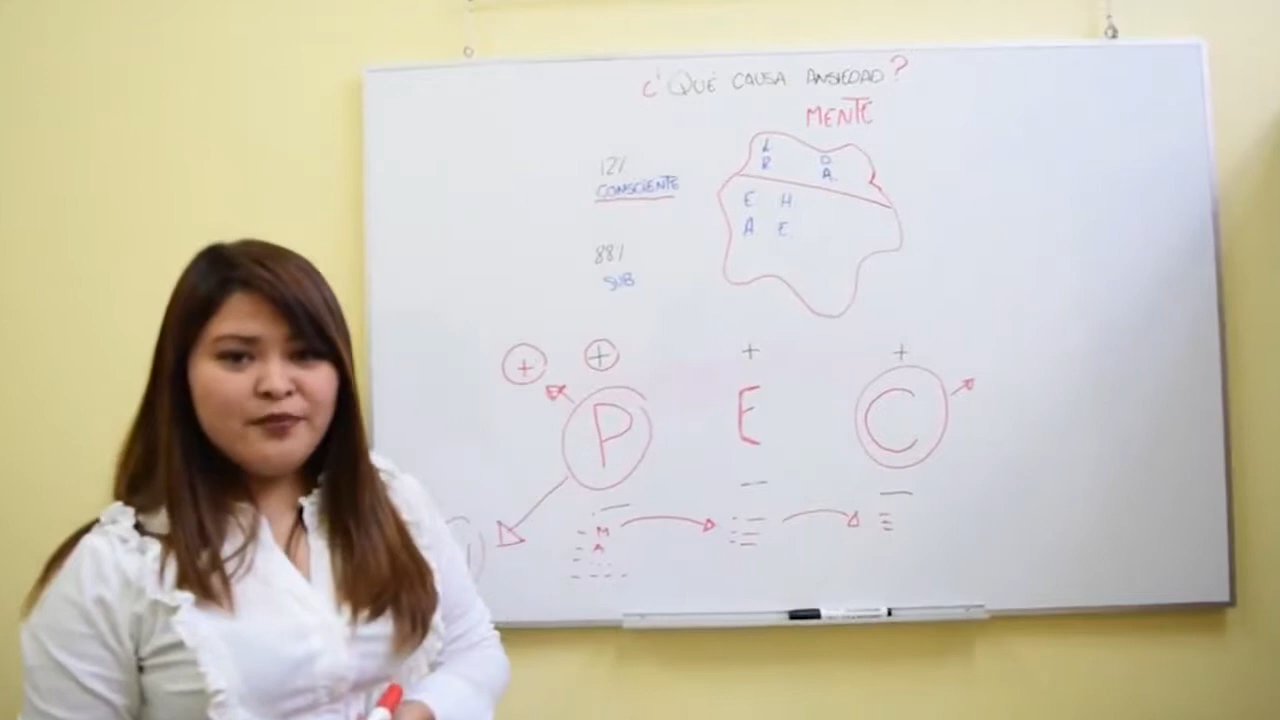 ¿QUÉ CAUSA ANSIEDAD?
MENTE
12%
CONSCIENTE
L D.
R A.
E H
A E
88%
SUB
+ + + +
P E C
M
A